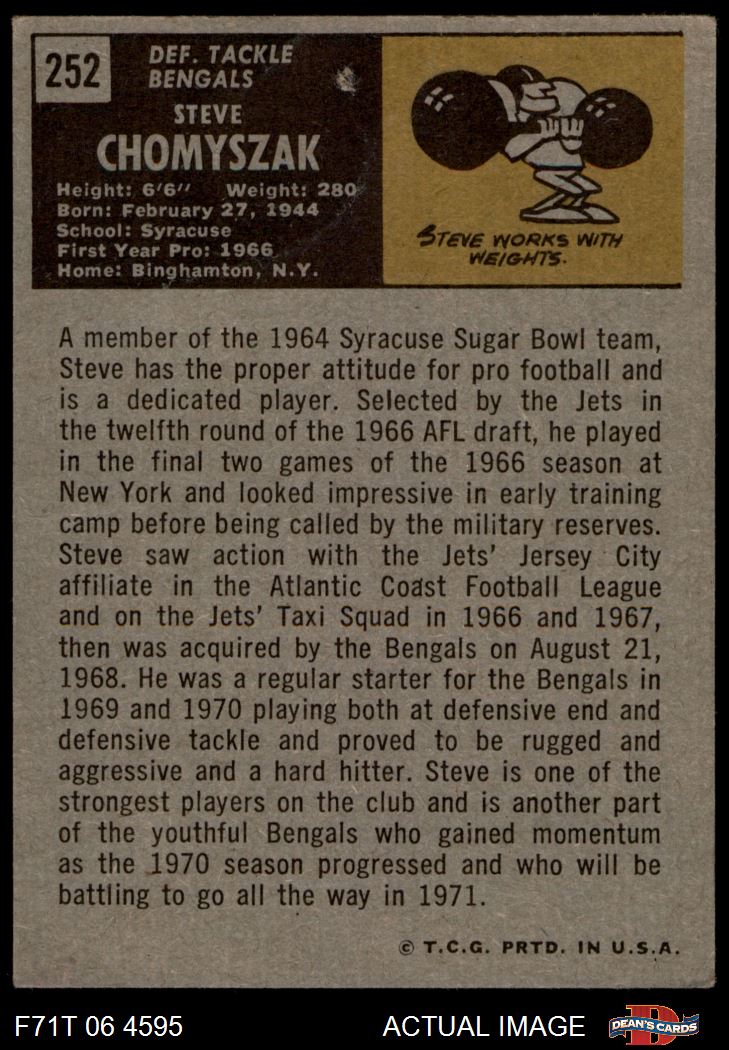 252
DEF. TACKLE
BENGALS
STEVE
CHOMYSZAK
Height: 6'6" Weight: 280
Born: February 27, 1944
School: Syracuse
First Year Pro: 1966
Home: Binghamton, N.Y.
STEVE WORKS WITH
WEIGHTS.
A member of the 1964 Syracuse Sugar Bowl team,
Steve has the proper attitude for pro football and
is a dedicated player. Selected by the Jets in
the twelfth round of the 1966 AFL draft, he played
in the final two games of the 1966 season at
New York and looked impressive in early training
camp before being called by the military reserves.
Steve saw action with the Jets' Jersey City
affiliate in the Atlantic Coast Football League
and on the Jets' Taxi Squad in 1966 and 1967,
then was acquired by the Bengals on August 21,
1968. He was a regular starter for the Bengals in
1969 and 1970 playing both at defensive end and
defensive tackle and proved to be rugged and
aggressive and a hard hitter. Steve is one of the
strongest players on the club and is another part
of the youthful Bengals who gained momentum
as the 1970 season progressed and who will be
battling to go all the way in 1971.
© T.C.G. PRTD. IN U.S.A.
F71T 06 4595
ACTUAL IMAGE
D
DEAN'S CARDS